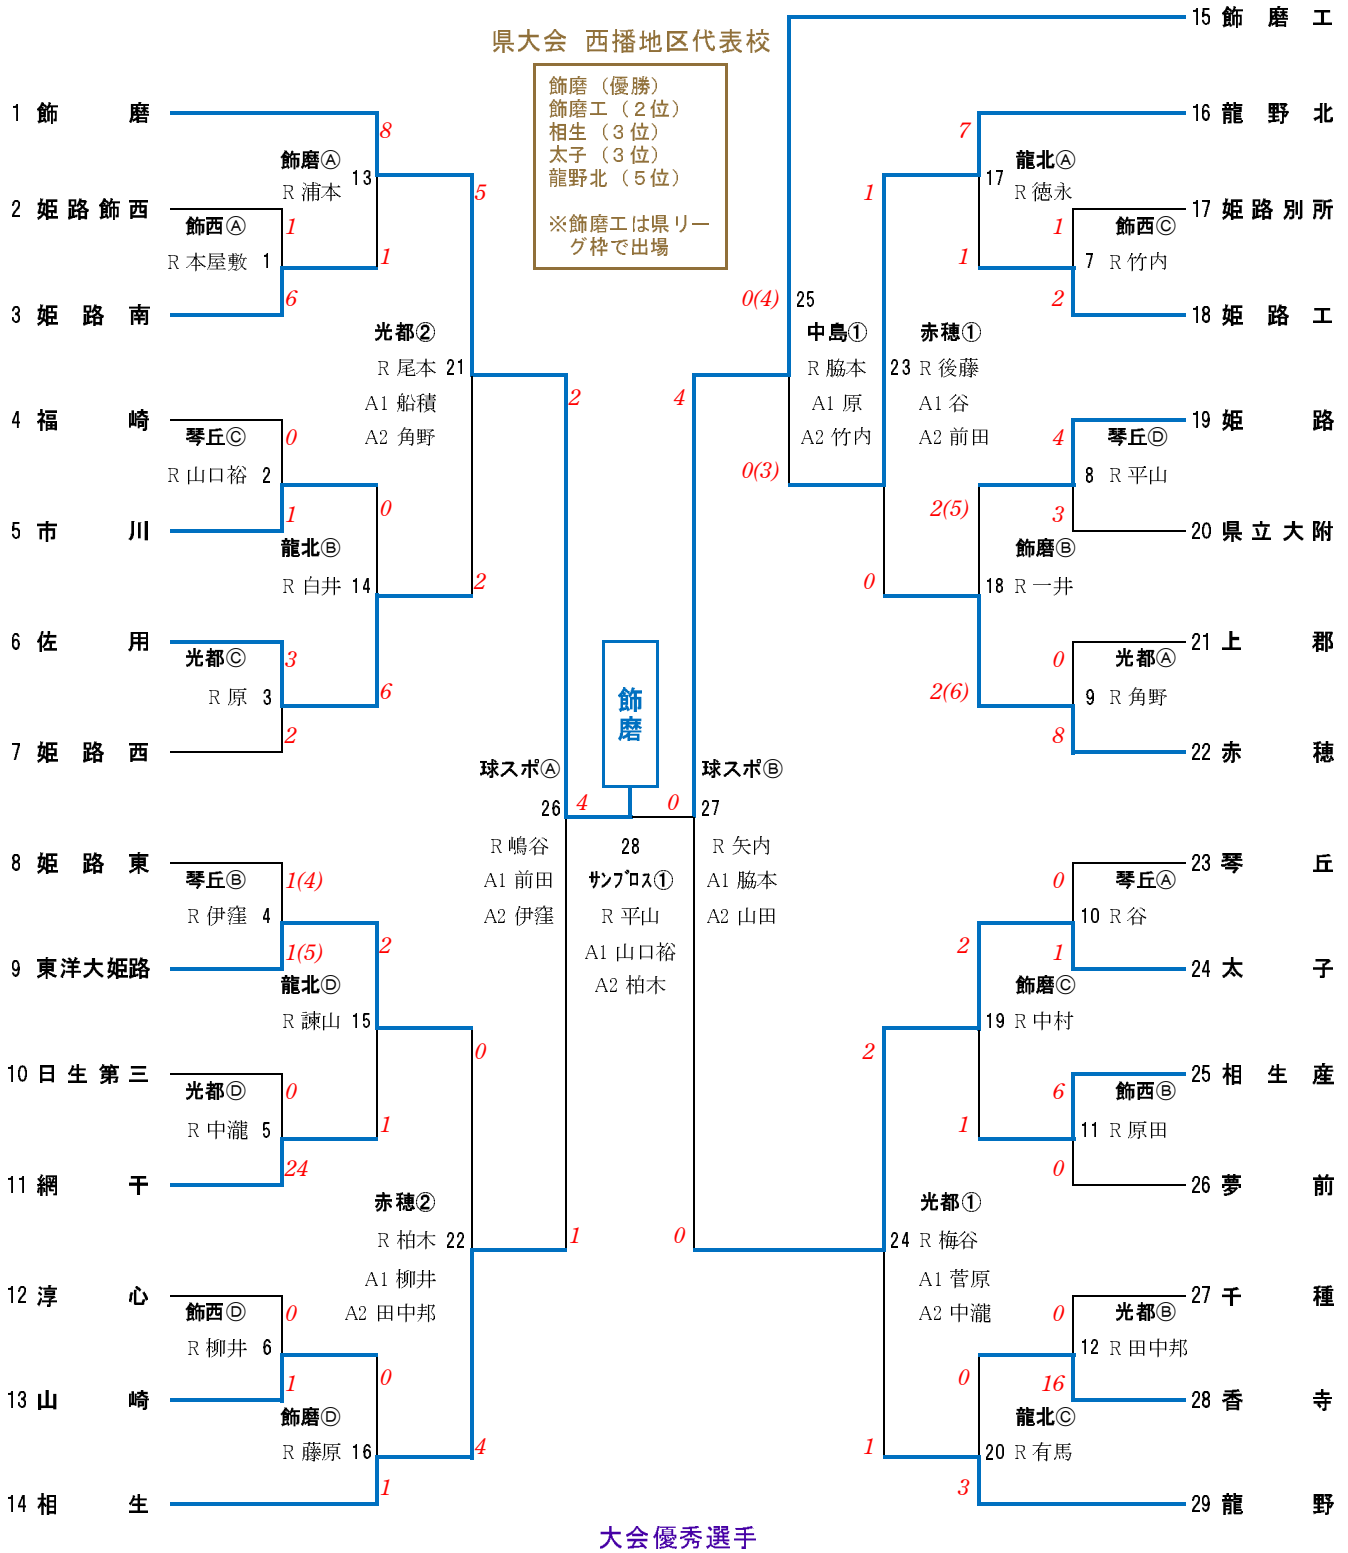 県大会 西播地区代表校
飾磨（優勝）
飾磨工（２位）
相生（３位）
太子（３位）
龍野北（５位）
※飾磨工は県リー
グ枠で出場
1 飾磨
8
飾磨Ⓐ
R 浦本
13
2 姫路飾西
1
飾西Ⓐ
R 本屋敷 1
1
6
3 姫路南
5
光都②
R 尾本 21
A1 船積
A2 角野
4 福崎
0
琴丘Ⓒ
R 山口裕 2
1
5 市川
0
龍北Ⓑ
R 白井 14
2
6 佐用
3
光都Ⓒ
R 原 3
6
2
7 姫路西
2
球スポⒶ
26
R 嶋谷
A1 前田
A2 伊窪
8 姫路東
1(4)
琴丘Ⓑ
R 伊窪 4
1(5)
9 東洋大姫路
2
龍北Ⓓ
R 諫山 15
0
10 日生第三
0
光都Ⓓ
R 中瀧 5
1
24
11 網干
赤穂②
R 柏木 22
A1 柳井
A2 田中邦
1
12 淳心
0
飾西Ⓓ
R 柳井 6
1
13 山崎
0
飾磨Ⓓ
R 藤原 16
4
1
14 相生
飾磨
4
0
28
ｻﾝﾌﾞﾛｽ①
R 平山
A1 山口裕
A2 柏木
15 飾磨工
0(4)
25
中島①
R 脇本
A1 原
A2 竹内
0(3)
4
16 龍野北
7
龍北Ⓐ
17
R 徳永
1
17 姫路別所
1
飾西Ⓒ
7 R 竹内
1
2
18 姫路工
赤穂①
23 R 後藤
A1 谷
A2 前田
19 姫路
4
琴丘Ⓓ
8 R 平山
2(5)
3
20 県立大附
飾磨Ⓑ
18 R 一井
0
21 上郡
0
光都Ⓐ
9 R 角野
2(6)
8
22 赤穂
球スポⒷ
27
R 矢内
A1 脇本
A2 山田
23 琴丘
0
琴丘Ⓐ
10 R 谷
2
1
24 太子
飾磨Ⓒ
19 R 中村
2
25 相生産
6
飾西Ⓑ
11 R 原田
1
0
26 夢前
光都①
24 R 梅谷
A1 菅原
A2 中瀧
0
27 千種
0
光都Ⓑ
12 R 田中邦
0
16
28 香寺
龍北Ⓒ
20 R 有馬
1
3
29 龍野
大会優秀選手